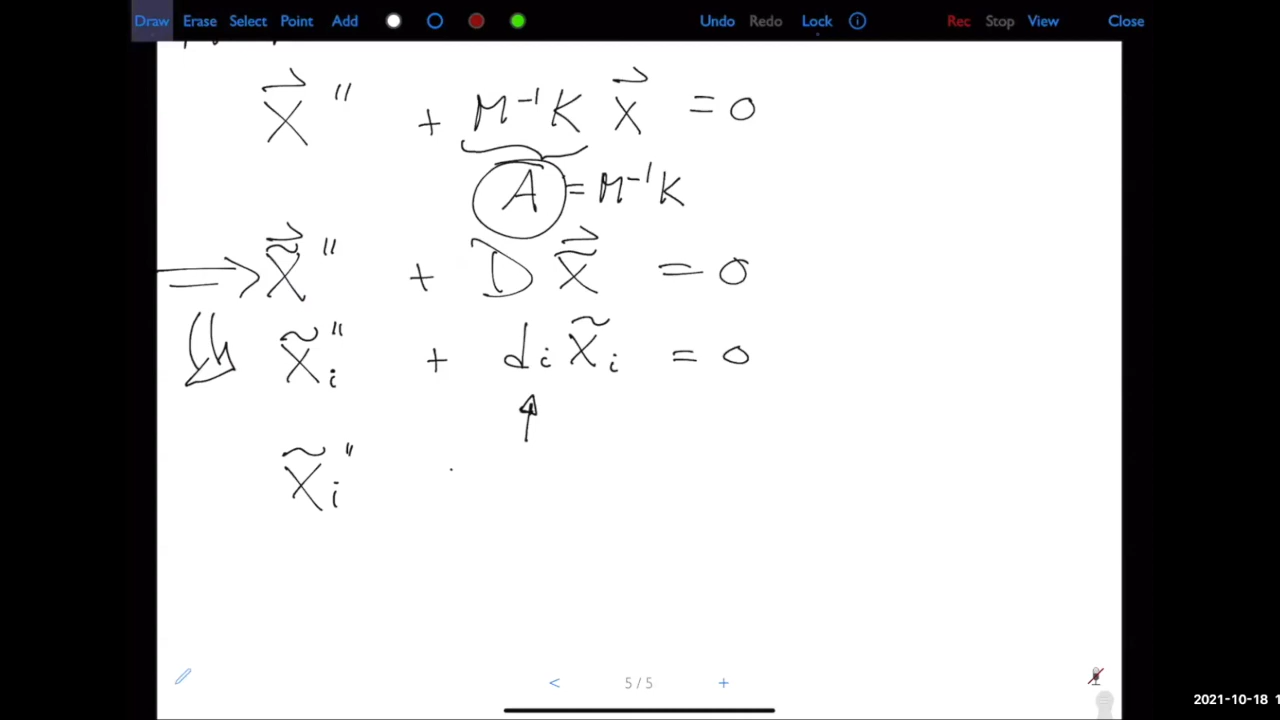 Draw Erase Select Point Add Undo Redo Lock Rec Stop View Close
X⃗″ + M⁻¹K X⃗ = 0
A = M⁻¹K
⇒ X̃⃗″ + D X̃⃗ = 0
⇓ X̃ᵢ″ + dᵢ X̃ᵢ = 0
↑
X̃ᵢ″
< 5 / 5 +
2021-10-18 1